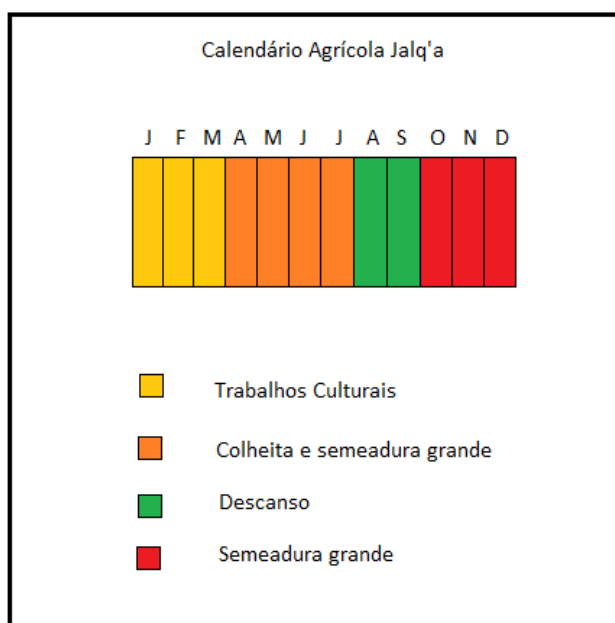 Calendário Agrícola Jalq'a
J F M A M J J A S O N D
Trabalhos Culturais
Colheita e semeadura grande
Descanso
Semeadura grande